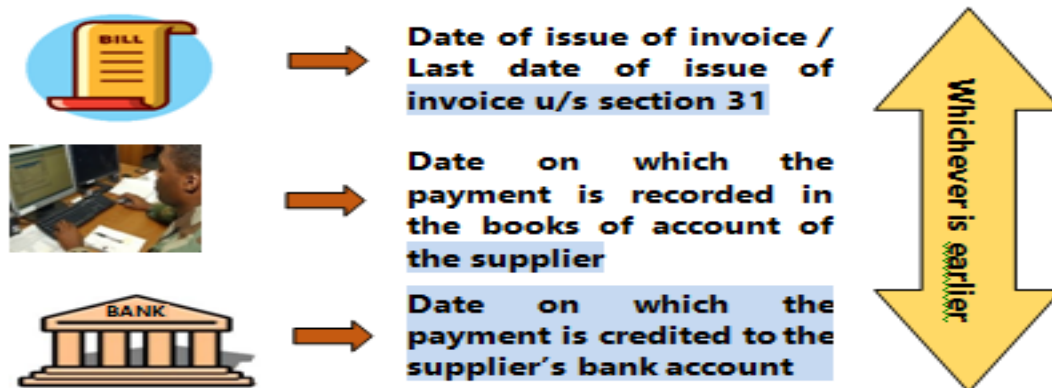 BILL
Date of issue of invoice /
Last date of issue of
invoice u/s section 31
Date on which the
payment is recorded in
the books of account of
the supplier
BANK
Date on which the
payment is credited to the
supplier's bank account
Whichever is earlier